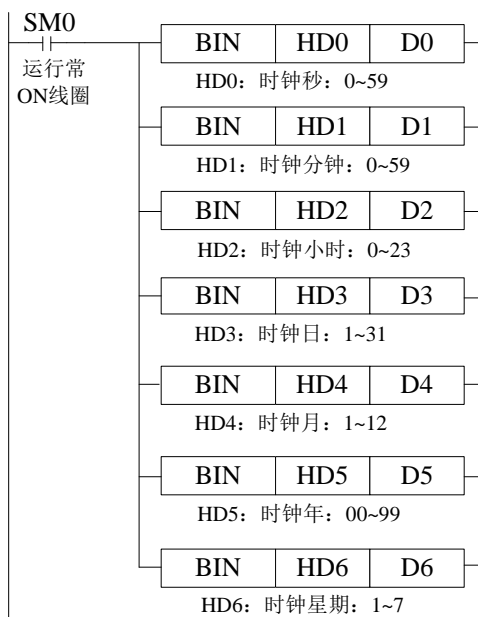 SM0
运行常
ON线圈
BIN HD0 D0
HD0：时钟秒：0~59
BIN HD1 D1
HD1：时钟分钟：0~59
BIN HD2 D2
HD2：时钟小时：0~23
BIN HD3 D3
HD3：时钟日：1~31
BIN HD4 D4
HD4：时钟月：1~12
BIN HD5 D5
HD5：时钟年：00~99
BIN HD6 D6
HD6：时钟星期：1~7